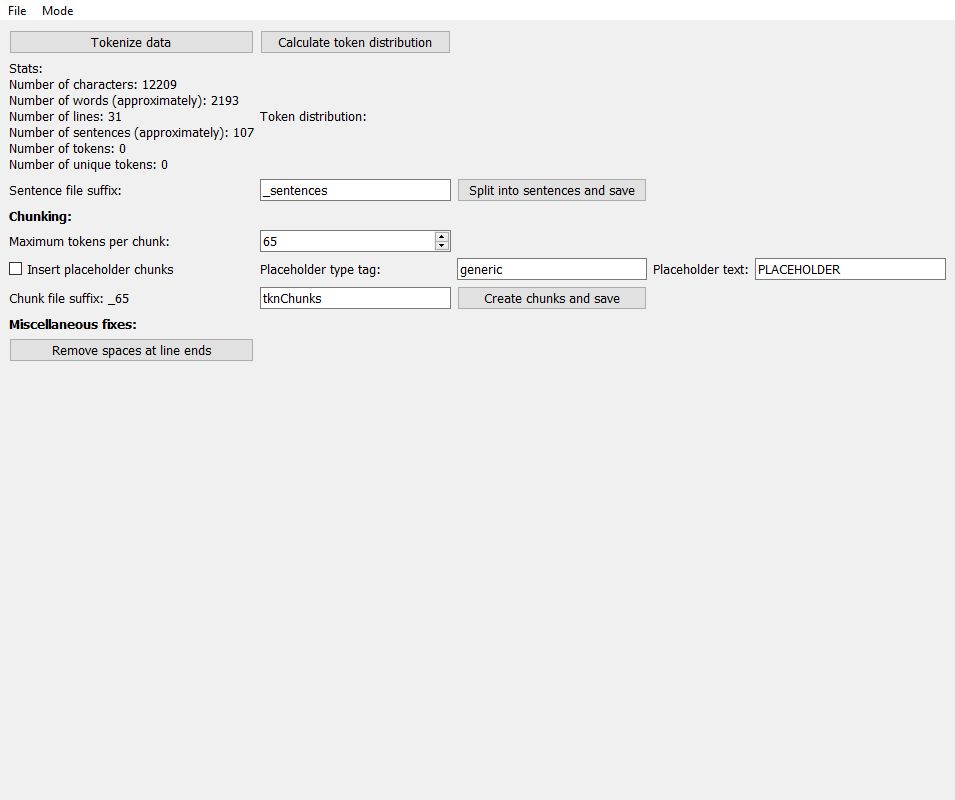 File Mode
Tokenize data Calculate token distribution
Stats:
Number of characters: 12209
Number of words (approximately): 2193
Number of lines: 31
Number of sentences (approximately): 107
Number of tokens: 0
Number of unique tokens: 0
Token distribution:
Sentence file suffix: _sentences Split into sentences and save
Chunking:
Maximum tokens per chunk: 65
Insert placeholder chunks Placeholder type tag: generic Placeholder text: PLACEHOLDER
Chunk file suffix: _65 tknChunks Create chunks and save
Miscellaneous fixes:
Remove spaces at line ends